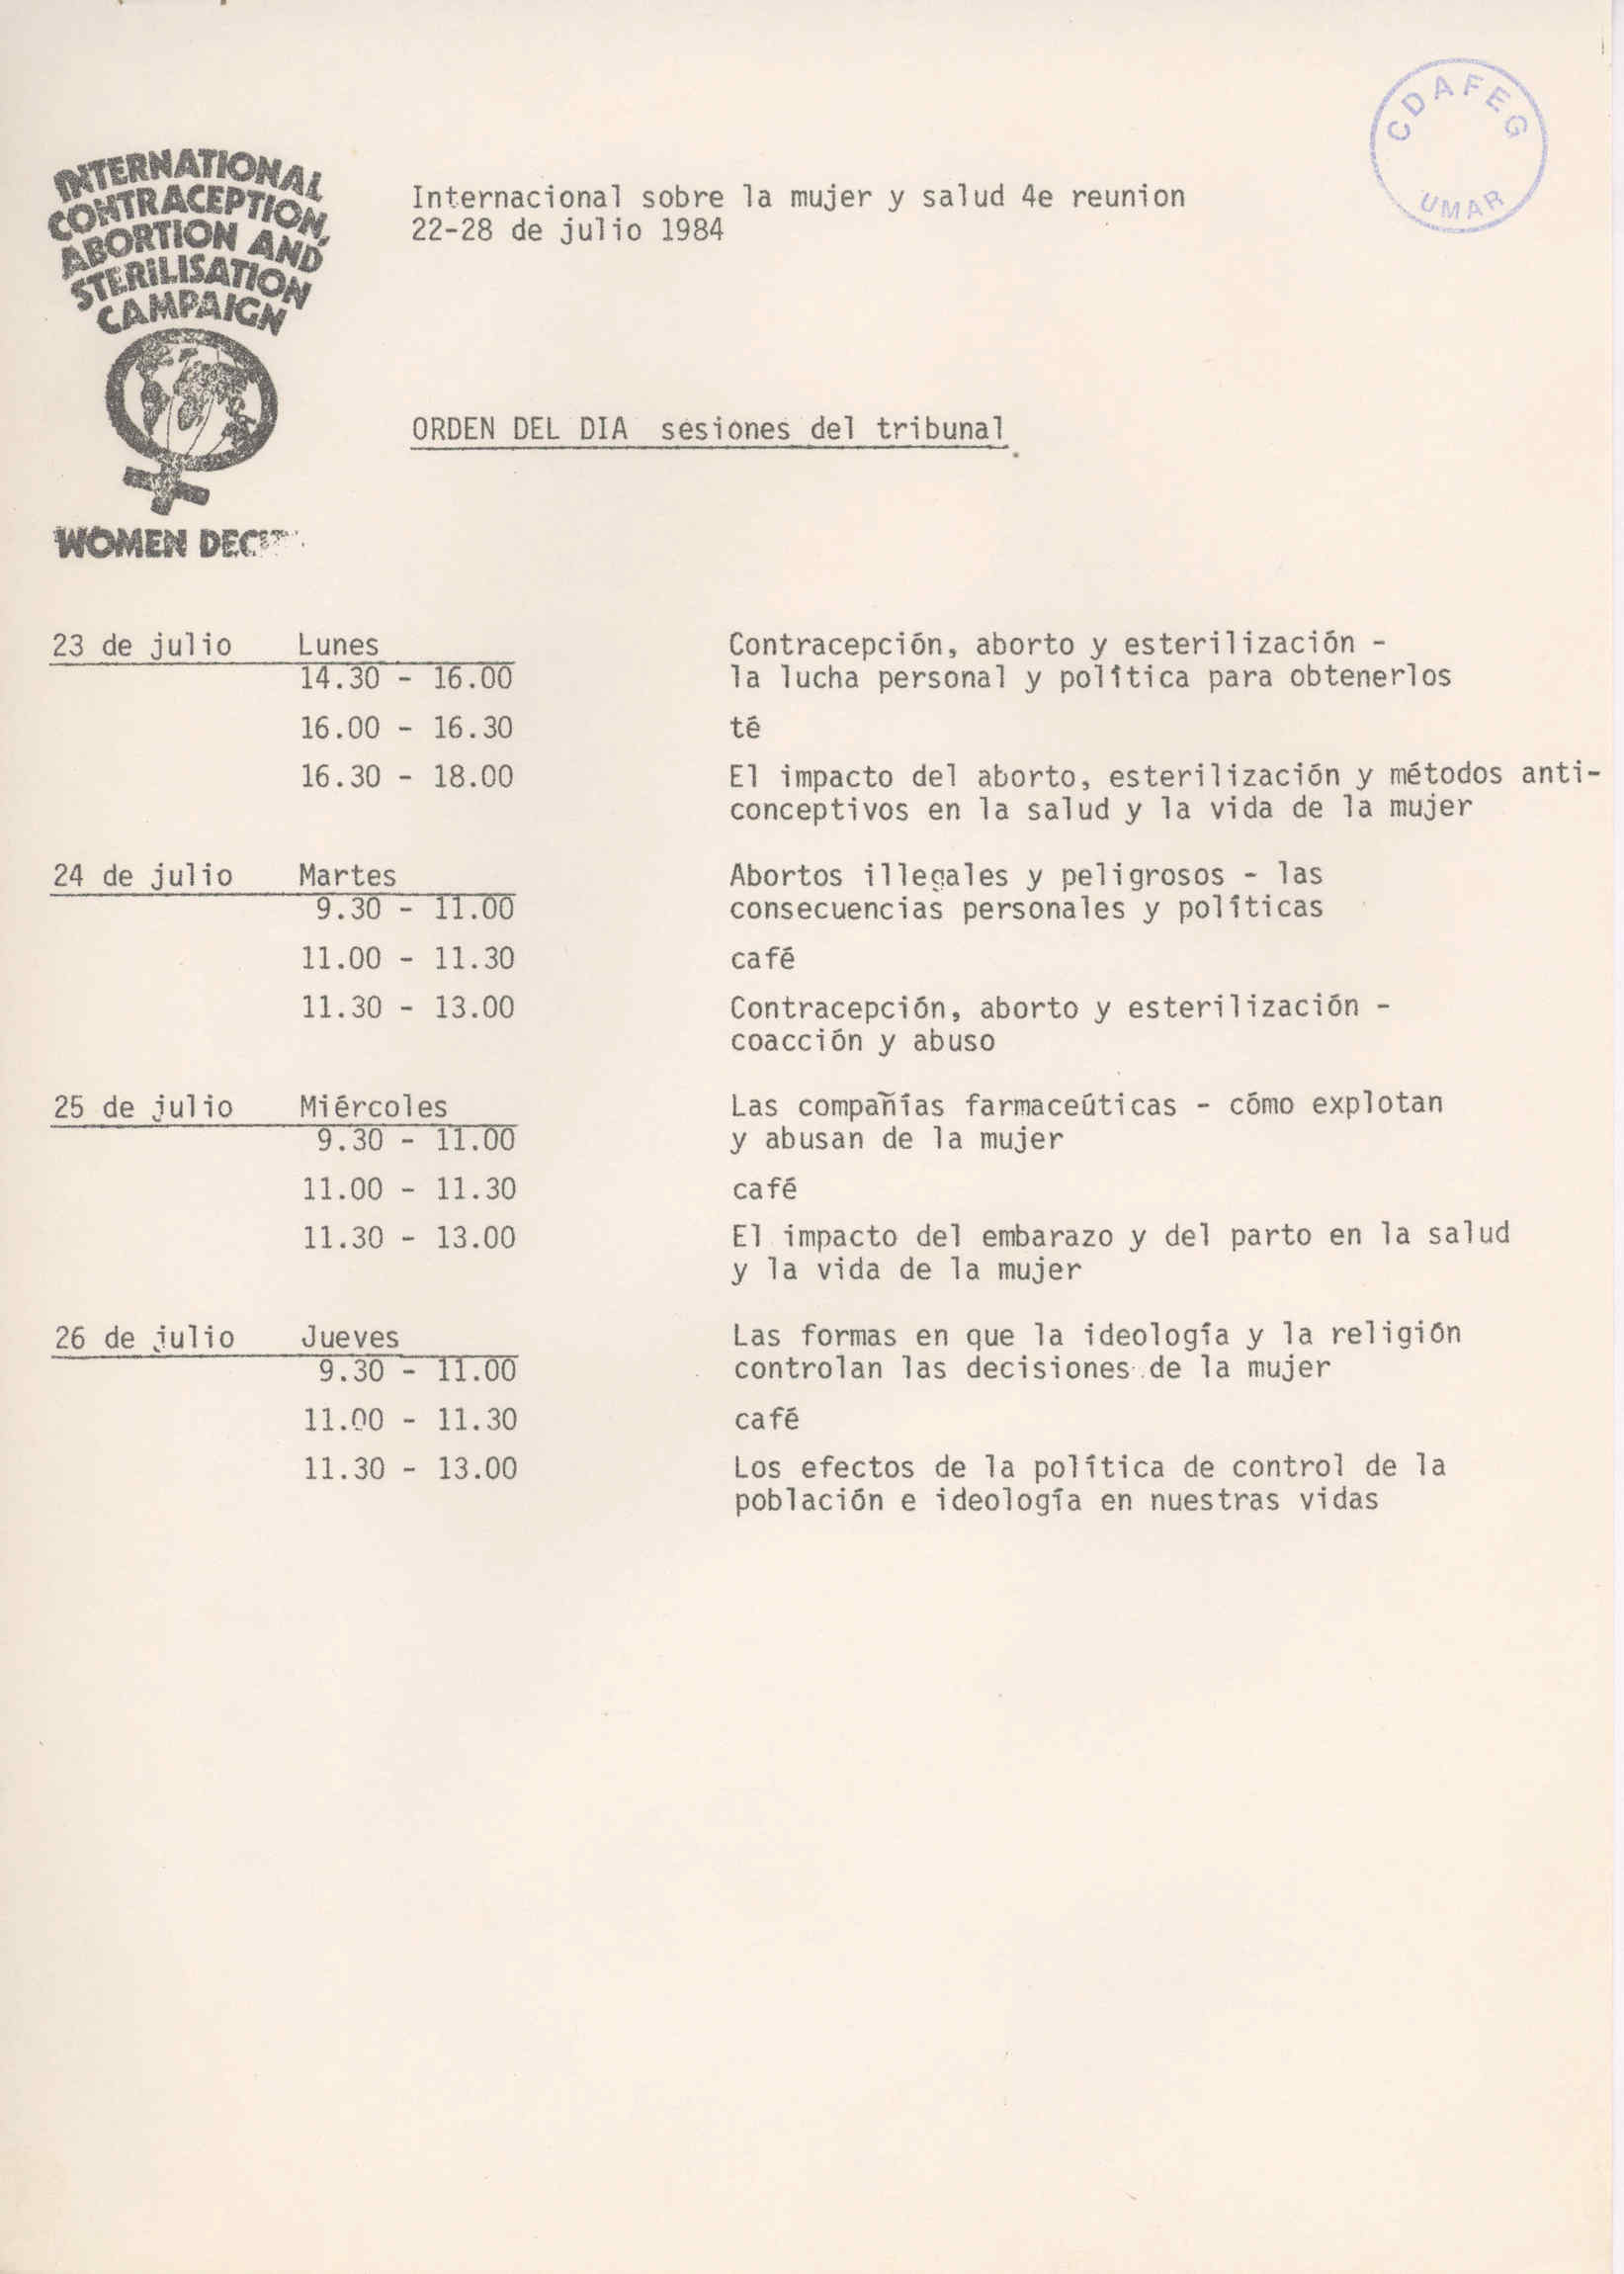 INTERNATIONAL
CONTRACEPTION,
ABORTION AND
STERILISATION
CAMPAIGN
WOMEN
CDAFEG
UMAR
Internacional sobre la mujer y salud 4e reunion
22-28 de julio 1984
ORDEN DEL DIA sesiones del tribunal
23 de julio Lunes
14.30 - 16.00
Contracepción, aborto y esterilización -
la lucha personal y política para obtenerlos
16.00 - 16.30 té
16.30 - 18.00 El impacto del aborto, esterilización y métodos anti-
conceptivos en la salud y la vida de la mujer
24 de julio Martes
9.30 - 11.00
Abortos illegales y peligrosos - las
consecuencias personales y políticas
11.00 - 11.30 café
11.30 - 13.00 Contracepción, aborto y esterilización -
coacción y abuso
25 de julio Miércoles
9.30 - 11.00
Las compañías farmaceúticas - cómo explotan
y abusan de la mujer
11.00 - 11.30 café
11.30 - 13.00 El impacto del embarazo y del parto en la salud
y la vida de la mujer
26 de julio Jueves
9.30 - 11.00
Las formas en que la ideología y la religión
controlan las decisiones de la mujer
11.00 - 11.30 café
11.30 - 13.00 Los efectos de la política de control de la
población e ideología en nuestras vidas